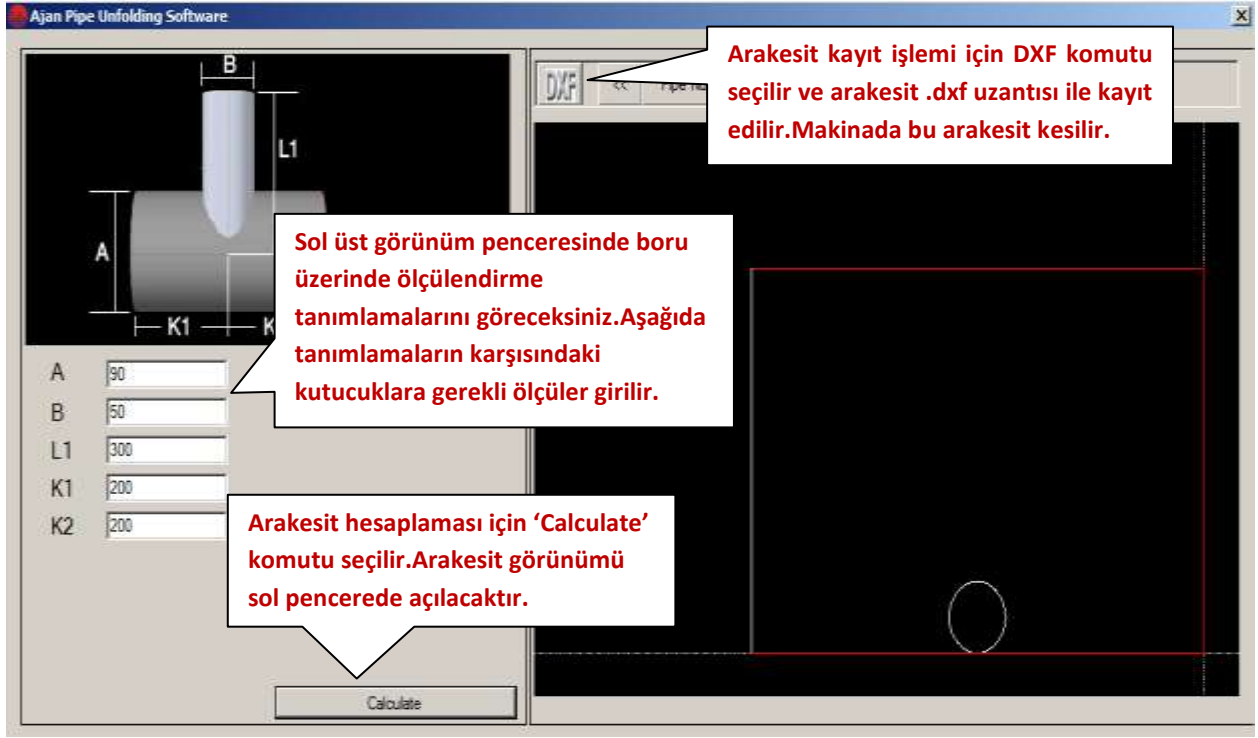 Ajan Pipe Unfolding Software
B
L1
A
K1
K
DXF
<<
Arakesit kayıt işlemi için DXF komutu
seçilir ve arakesit .dxf uzantısı ile kayıt
edilir.Makinada bu arakesit kesilir.
Sol üst görünüm penceresinde boru
üzerinde ölçülendirme
tanımlamalarını göreceksiniz.Aşağıda
tanımlamaların karşısındaki
kutucuklara gerekli ölçüler girilir.
A 90
B 50
L1 300
K1 200
K2 200
Arakesit hesaplaması için ‘Calculate’
komutu seçilir.Arakesit görünümü
sol pencerede açılacaktır.
Calculate